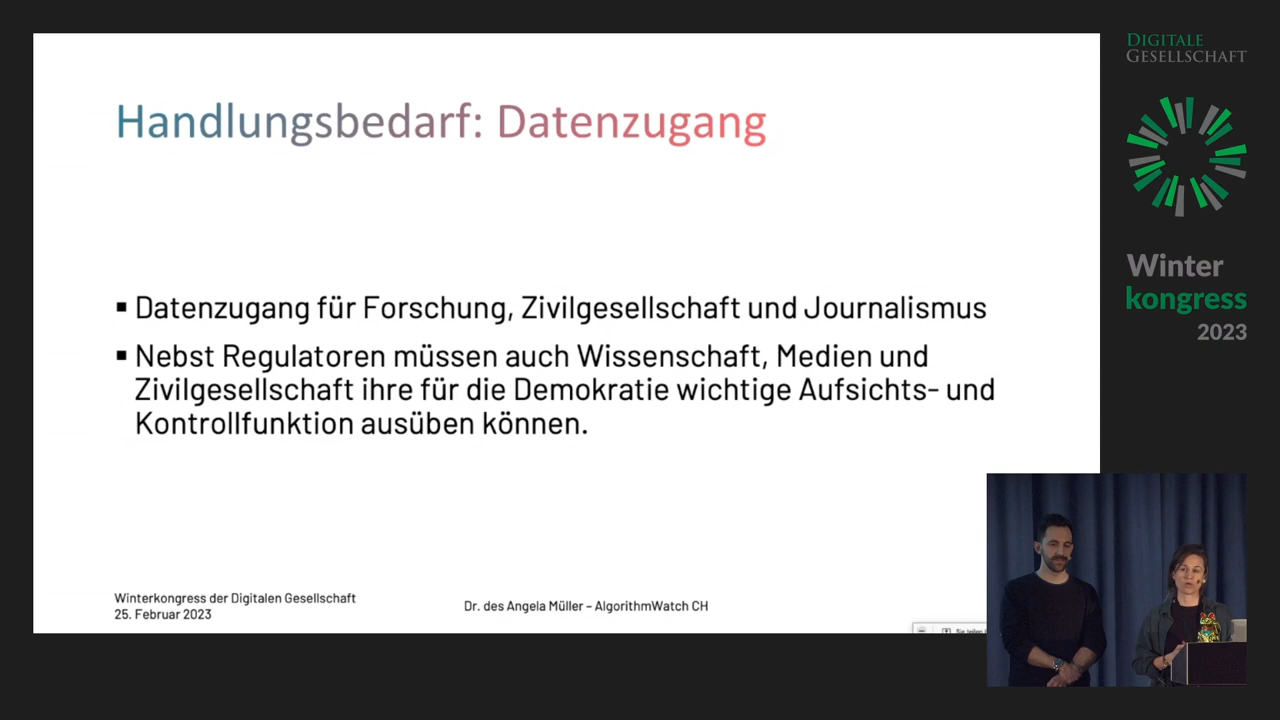 Handlungsbedarf: Datenzugang
▪ Datenzugang für Forschung, Zivilgesellschaft und Journalismus
▪ Nebst Regulatoren müssen auch Wissenschaft, Medien und
Zivilgesellschaft ihre für die Demokratie wichtige Aufsichts- und
Kontrollfunktion ausüben können.
Winterkongress der Digitalen Gesellschaft
25. Februar 2023
Dr. des Angela Müller – AlgorithmWatch CH
DIGITALE
GESELLSCHAFT
Winter
kongress
2023